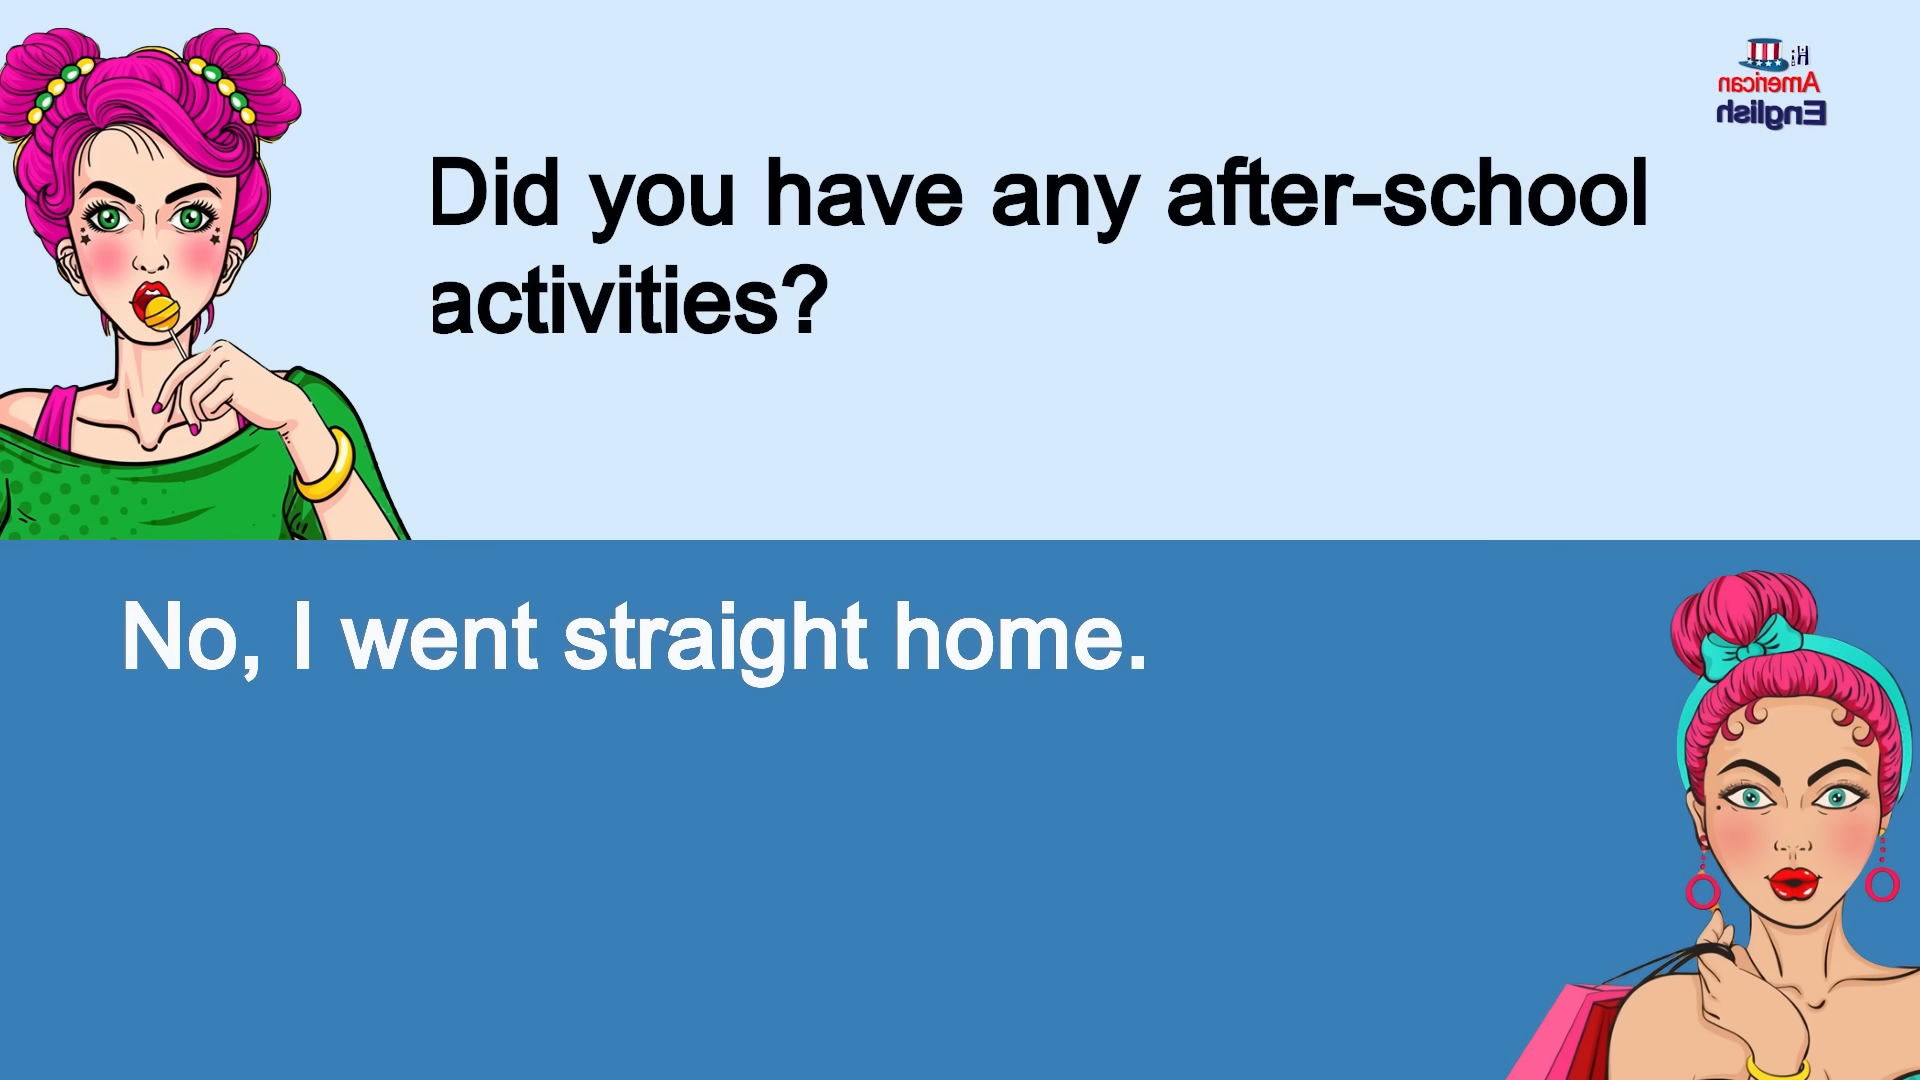 Hi
American
English
Did you have any after-school
activities?
No, I went straight home.